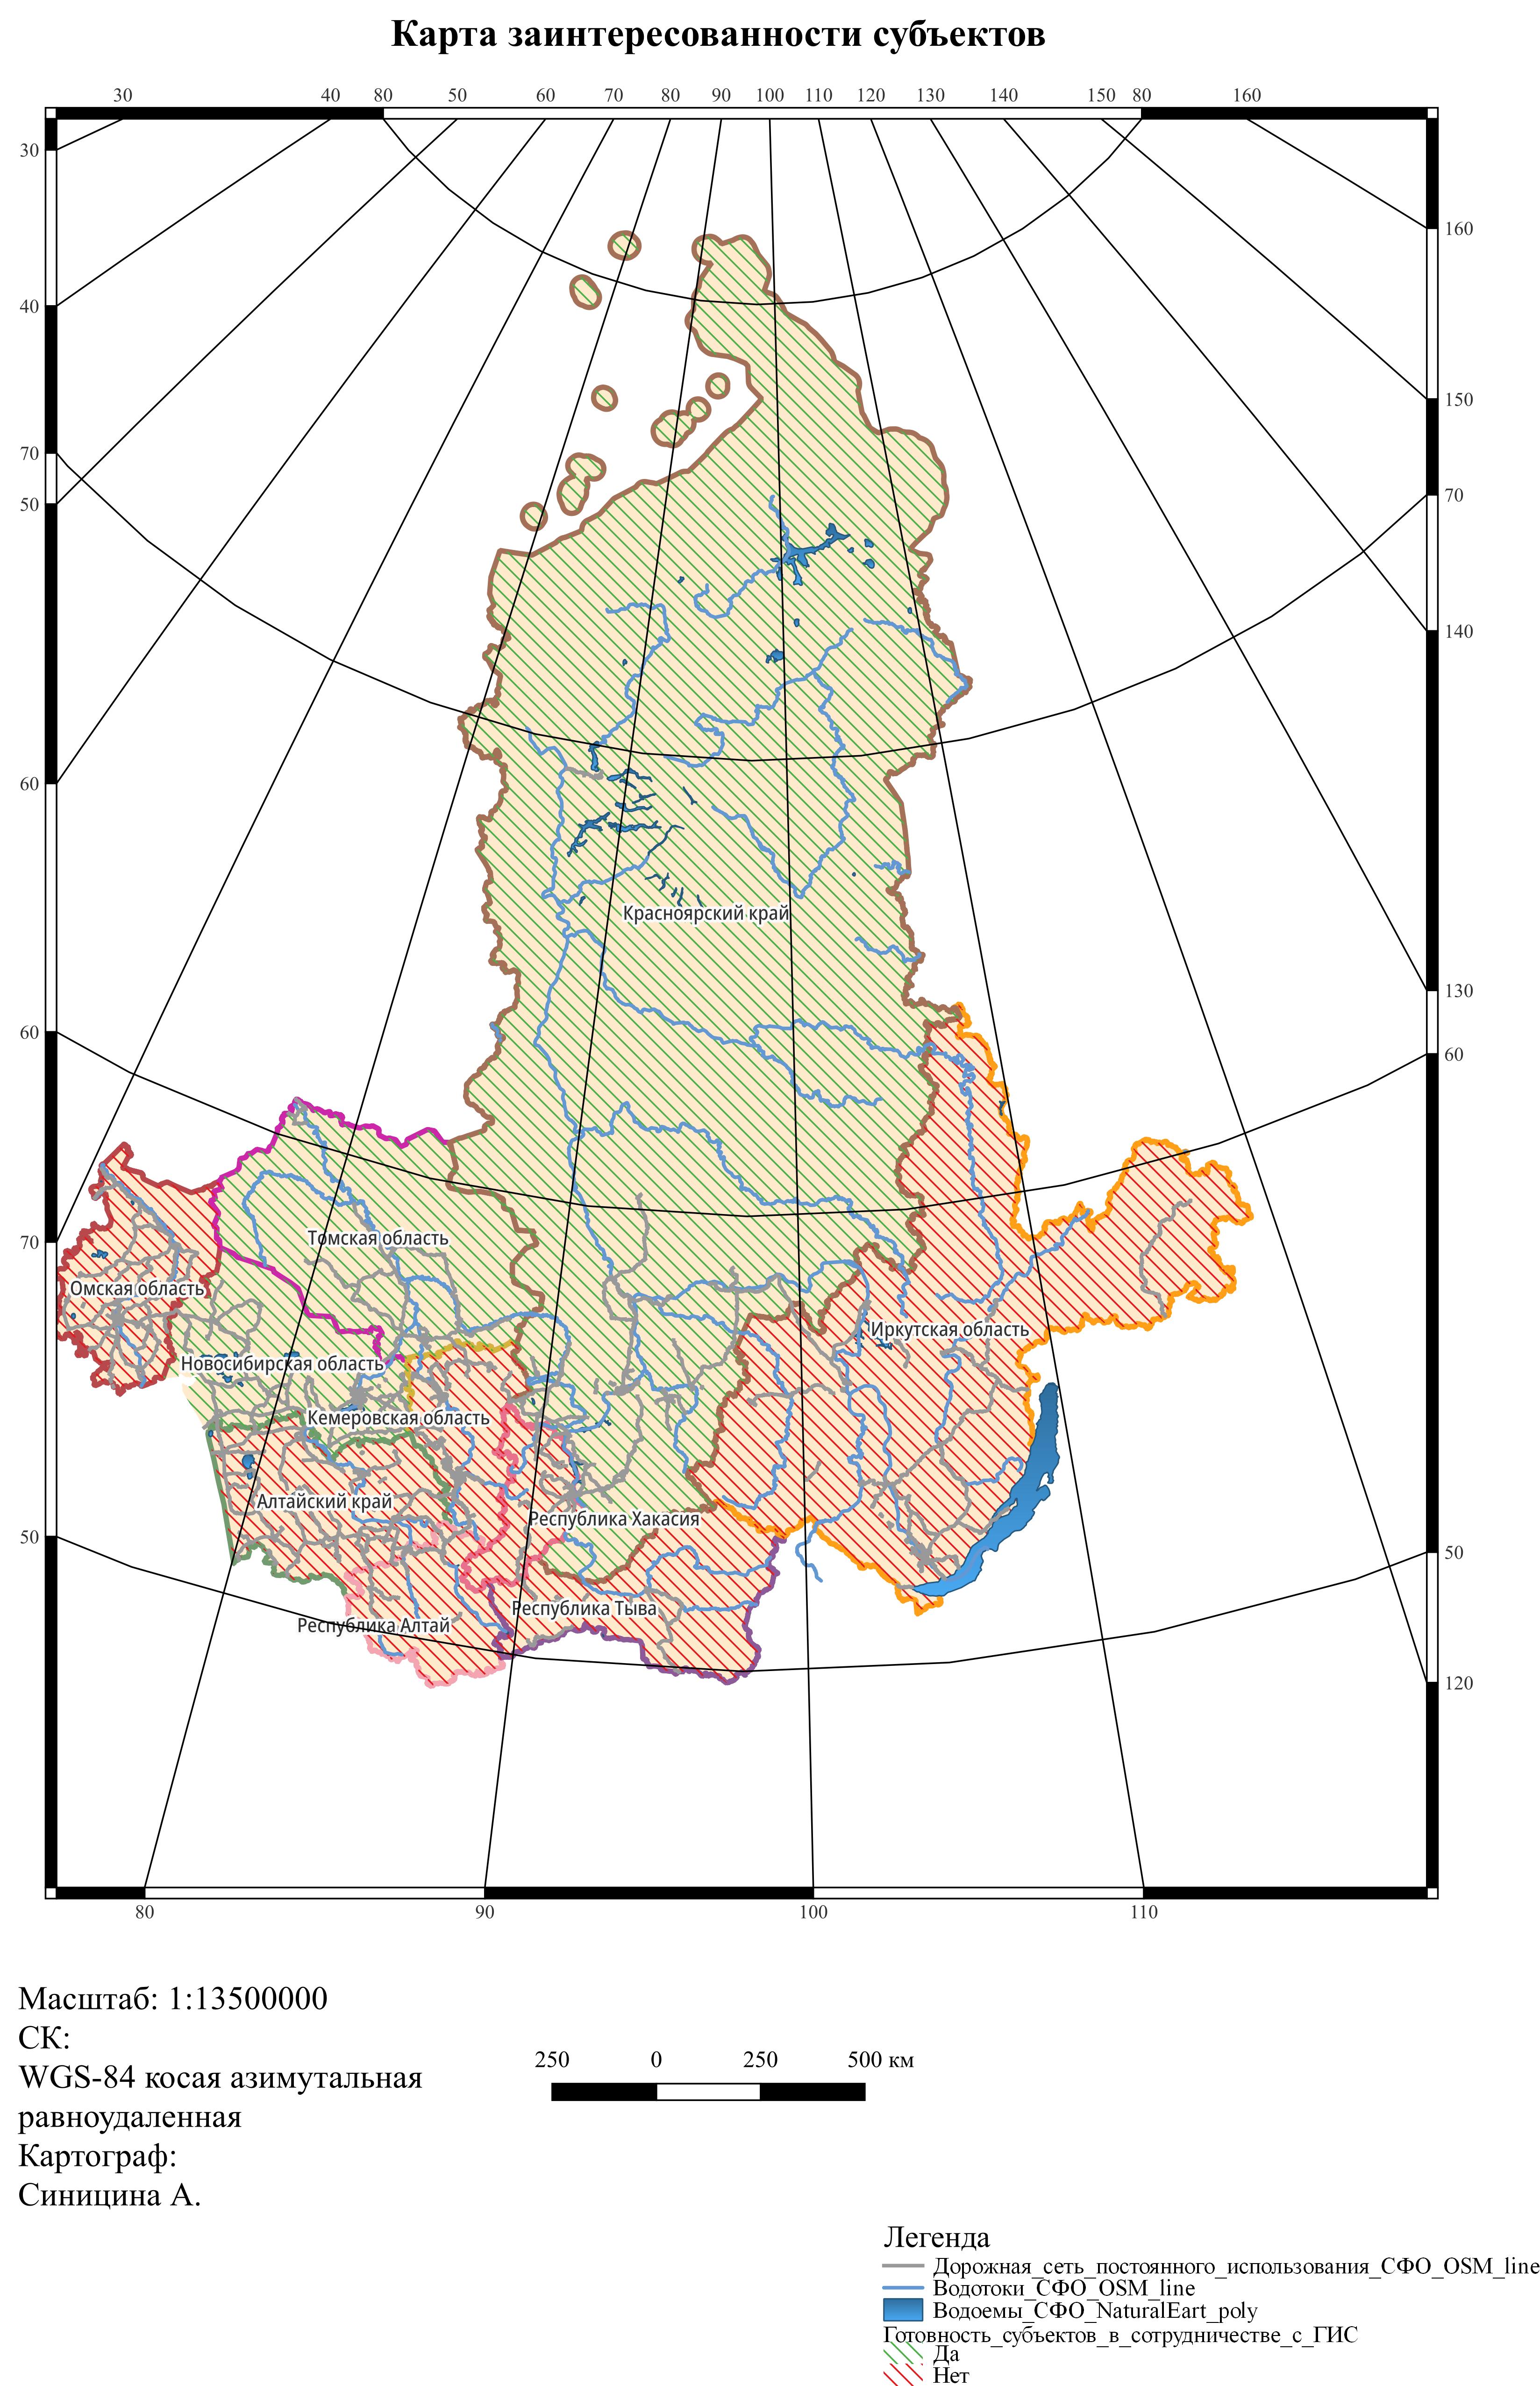 Карта заинтересованности субъектов
30 40 80 50 60 70 80 90 100 110 120 130 140 150 80 160
30
160
40
150
70
70
50
140
60
Красноярский край
130
60
60
Томская область
70
Омская область
Иркутская область
Новосибирская область
Кемеровская область
Алтайский край
Республика Хакасия
50
50
Республика Тыва
Республика Алтай
120
80 90 100 110
Масштаб: 1:13500000
СК:
WGS-84 косая азимутальная
равноудаленная
Картограф:
Синицина А.
250 0 250 500 км
Легенда
Дорожная_сеть_постоянного_использования_СФО_OSM_line
Водотоки_СФО_OSM_line
Водоемы_СФО_NaturalEart_poly
Готовность_субъектов_в_сотрудничестве_с_ГИС
Да
Нет